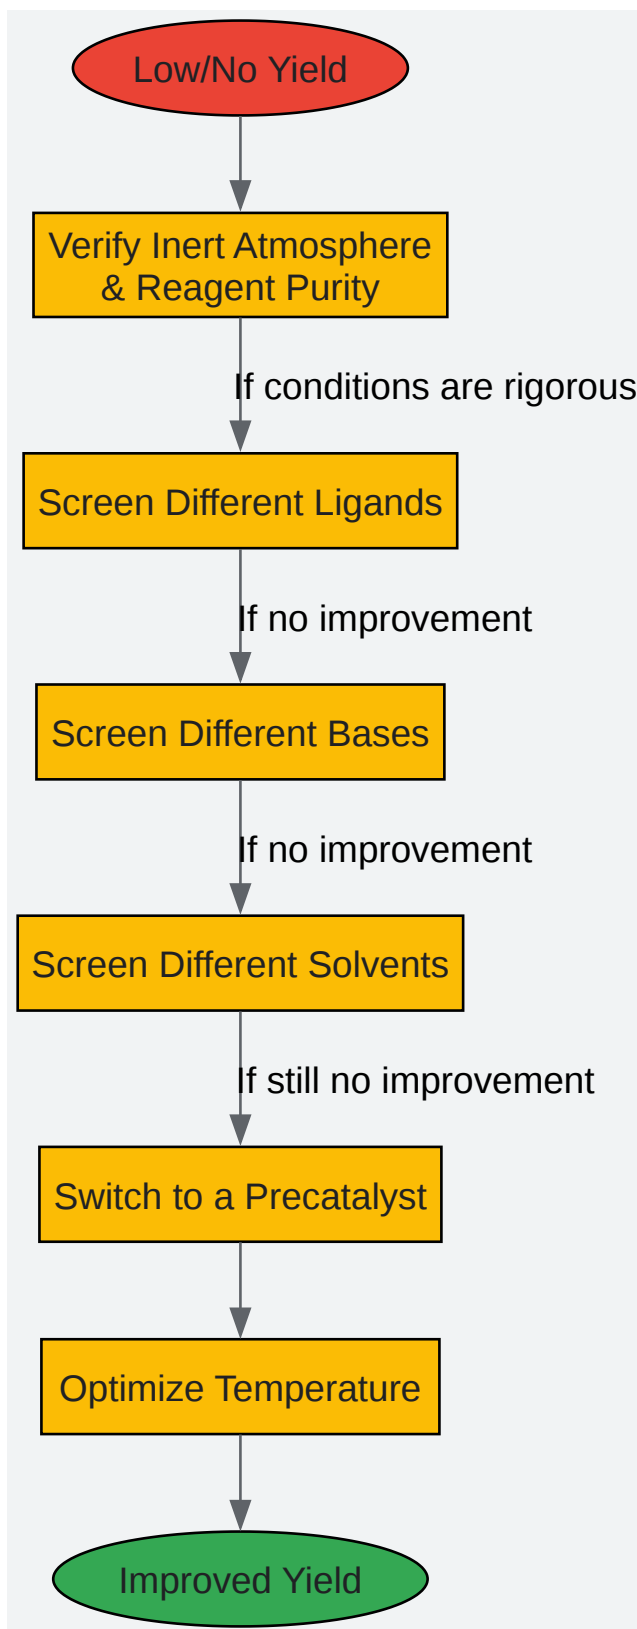 Low/No Yield
Verify Inert Atmosphere
& Reagent Purity
If conditions are rigorous
Screen Different Ligands
If no improvement
Screen Different Bases
If no improvement
Screen Different Solvents
If still no improvement
Switch to a Precatalyst
Optimize Temperature
Improved Yield